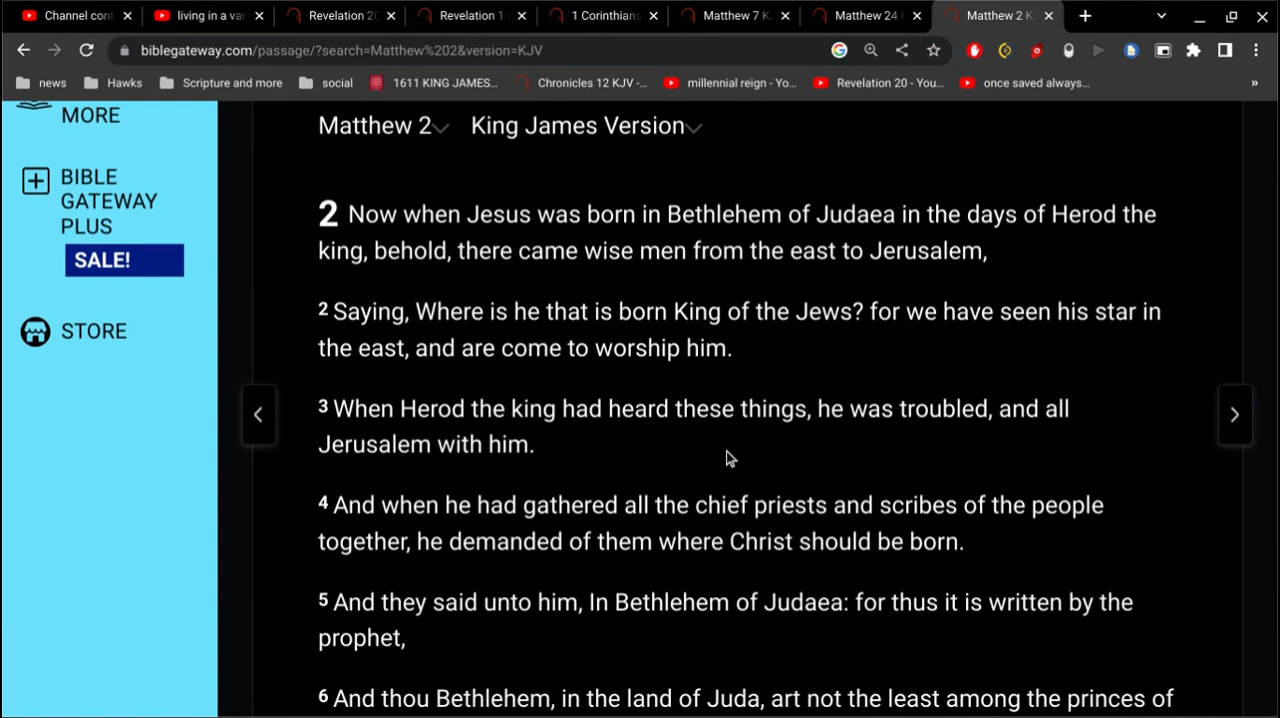 Channel cont
living in a var
Revelation 20
Revelation 1
1 Corinthians
Matthew 7 K
Matthew 24
Matthew 2 K
biblegateway.com/passage/?search=Matthew%202&version=KJV
news
Hawks
Scripture and more
social
1611 KING JAMES...
Chronicles 12 KJV -...
millennial reign - Yo...
Revelation 20 - You...
once saved always...
»
MORE
BIBLE
GATEWAY
PLUS
SALE!
STORE
Matthew 2 King James Version
2 Now when Jesus was born in Bethlehem of Judaea in the days of Herod the
king, behold, there came wise men from the east to Jerusalem,
2 Saying, Where is he that is born King of the Jews? for we have seen his star in
the east, and are come to worship him.
3 When Herod the king had heard these things, he was troubled, and all
Jerusalem with him.
4 And when he had gathered all the chief priests and scribes of the people
together, he demanded of them where Christ should be born.
5 And they said unto him, In Bethlehem of Judaea: for thus it is written by the
prophet,
6 And thou Bethlehem, in the land of Juda, art not the least among the princes of